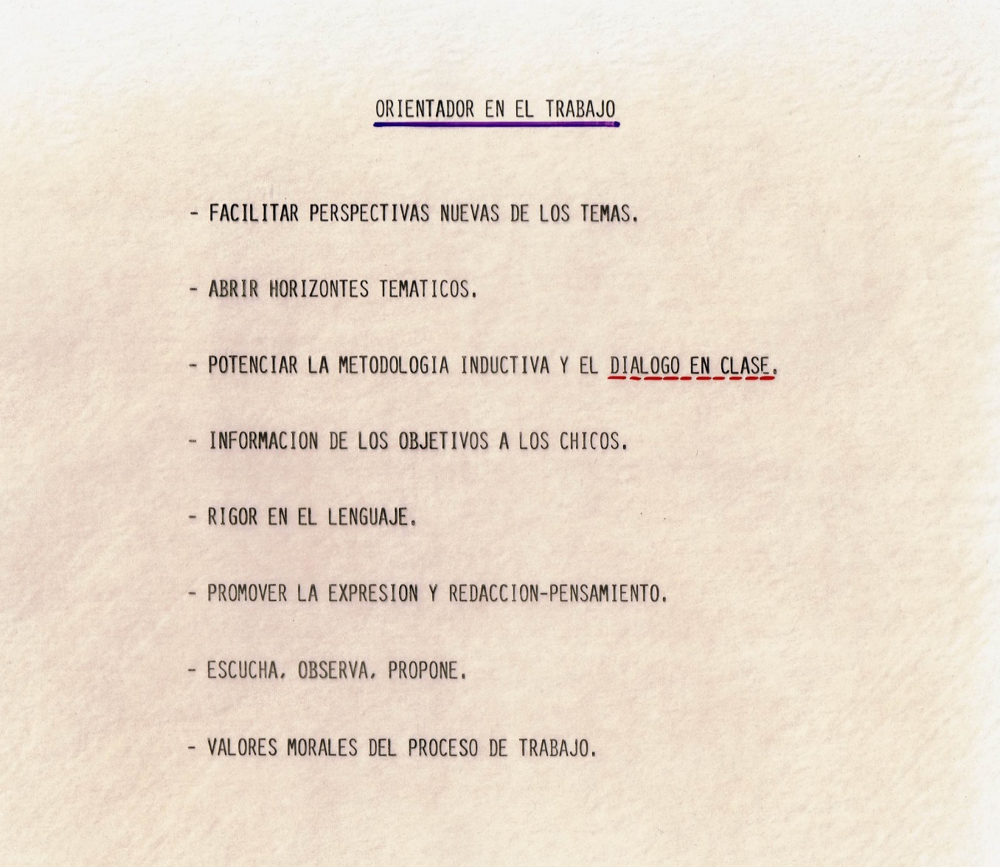 ORIENTADOR EN EL TRABAJO
- FACILITAR PERSPECTIVAS NUEVAS DE LOS TEMAS.
- ABRIR HORIZONTES TEMATICOS.
- POTENCIAR LA METODOLOGIA INDUCTIVA Y EL DIALOGO EN CLASE.
- INFORMACION DE LOS OBJETIVOS A LOS CHICOS.
- RIGOR EN EL LENGUAJE.
- PROMOVER LA EXPRESION Y REDACCION-PENSAMIENTO.
- ESCUCHA, OBSERVA, PROPONE.
- VALORES MORALES DEL PROCESO DE TRABAJO.